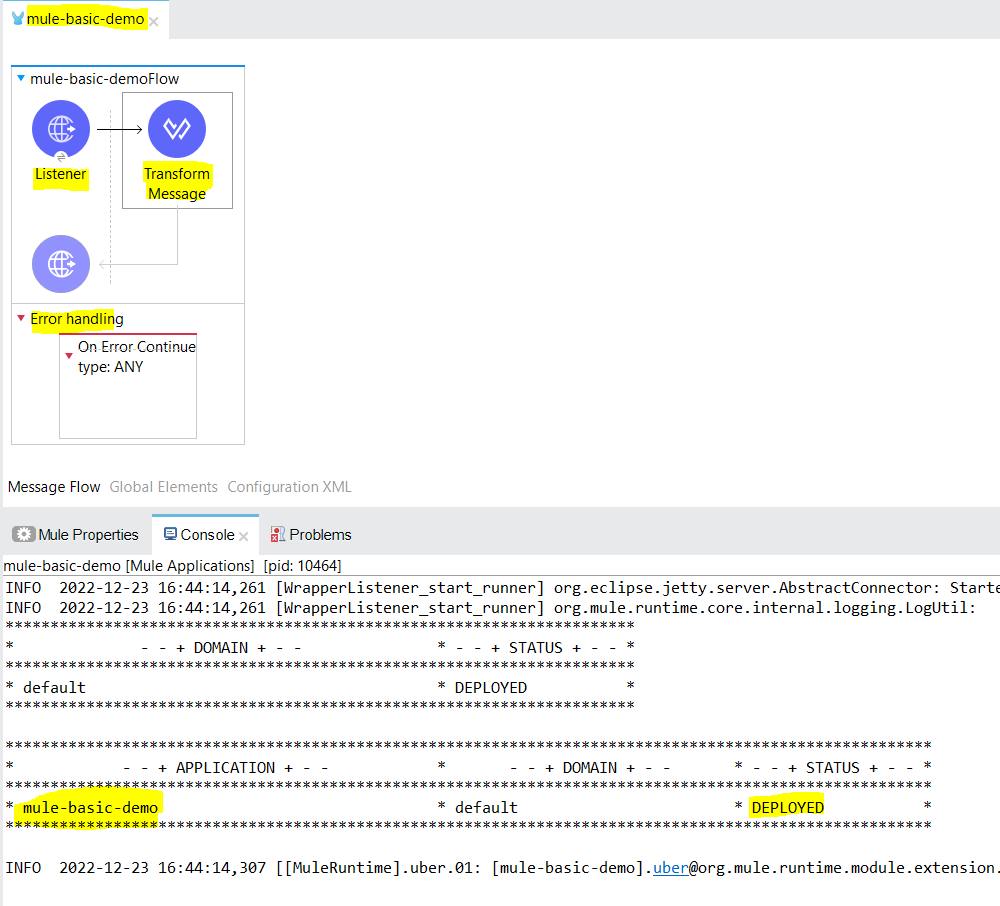 mule-basic-demo
mule-basic-demoFlow
Listener
Transform
Message
Error handling
On Error Continue
type: ANY
Message Flow Global Elements Configuration XML
Mule Properties Console Problems
mule-basic-demo [Mule Applications] [pid: 10464]
INFO 2022-12-23 16:44:14,261 [WrapperListener_start_runner] org.eclipse.jetty.server.AbstractConnector: Starte
INFO 2022-12-23 16:44:14,261 [WrapperListener_start_runner] org.mule.runtime.core.internal.logging.LogUtil:
**********************************************************************
* - - + DOMAIN + - - * - - + STATUS + - - *
**********************************************************************
* default * DEPLOYED *
**********************************************************************
*******************************************************************************************************
* - - + APPLICATION + - - * - - + DOMAIN + - - * - - + STATUS + - - *
*******************************************************************************************************
* mule-basic-demo * default * DEPLOYED *
*******************************************************************************************************
INFO 2022-12-23 16:44:14,307 [[MuleRuntime].uber.01: [mule-basic-demo].uber@org.mule.runtime.module.extension.